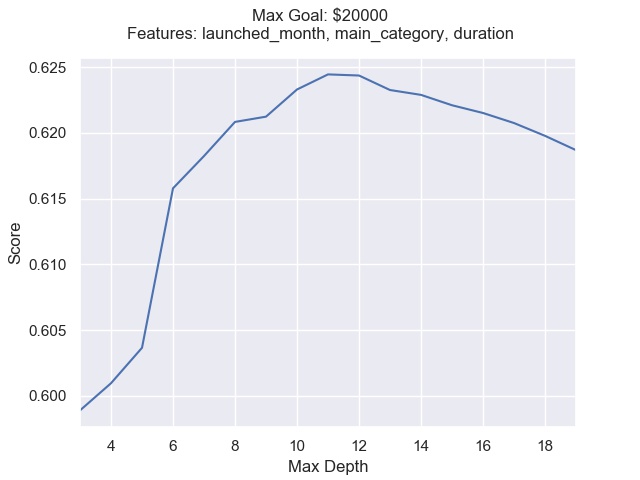 Max Goal: $20000
Features: launched_month, main_category, duration
0.625
0.620
0.615
0.610
0.605
0.600
Score
4 6 8 10 12 14 16 18
Max Depth